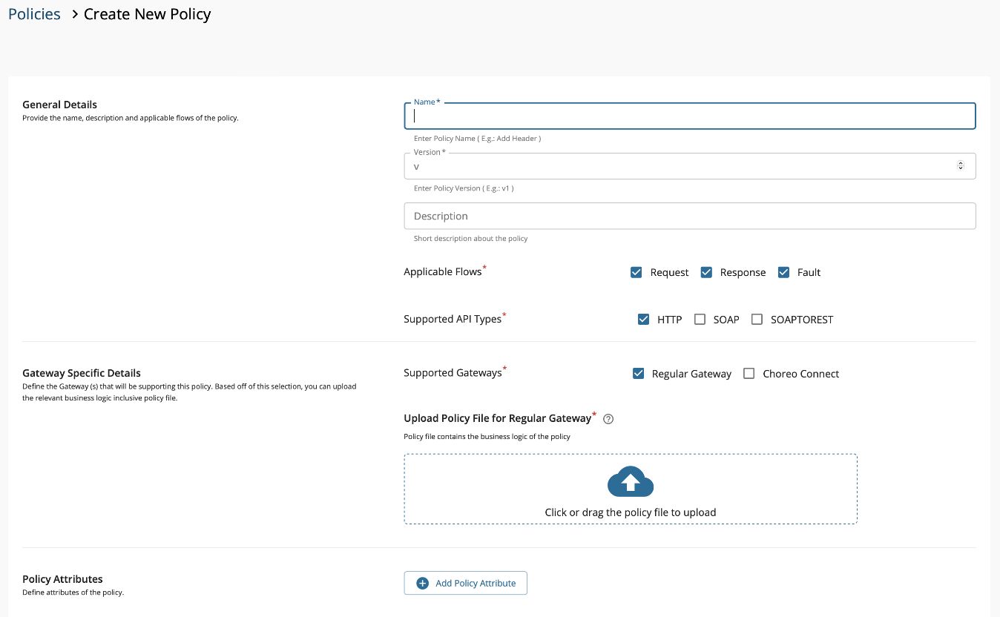 Policies > Create New Policy
General Details
Provide the name, description and applicable flows of the policy.
Name *
Enter Policy Name ( E.g.: Add Header )
Version *
v
Enter Policy Version ( E.g.: v1 )
Description
Short description about the policy
Applicable Flows* Request Response Fault
Supported API Types* HTTP SOAP SOAPTOREST
Gateway Specific Details
Define the Gateway (s) that will be supporting this policy. Based off of this selection, you can upload
the relevant business logic inclusive policy file.
Supported Gateways* Regular Gateway Choreo Connect
Upload Policy File for Regular Gateway* ?
Policy file contains the business logic of the policy
Click or drag the policy file to upload
Policy Attributes
Define attributes of the policy.
Add Policy Attribute